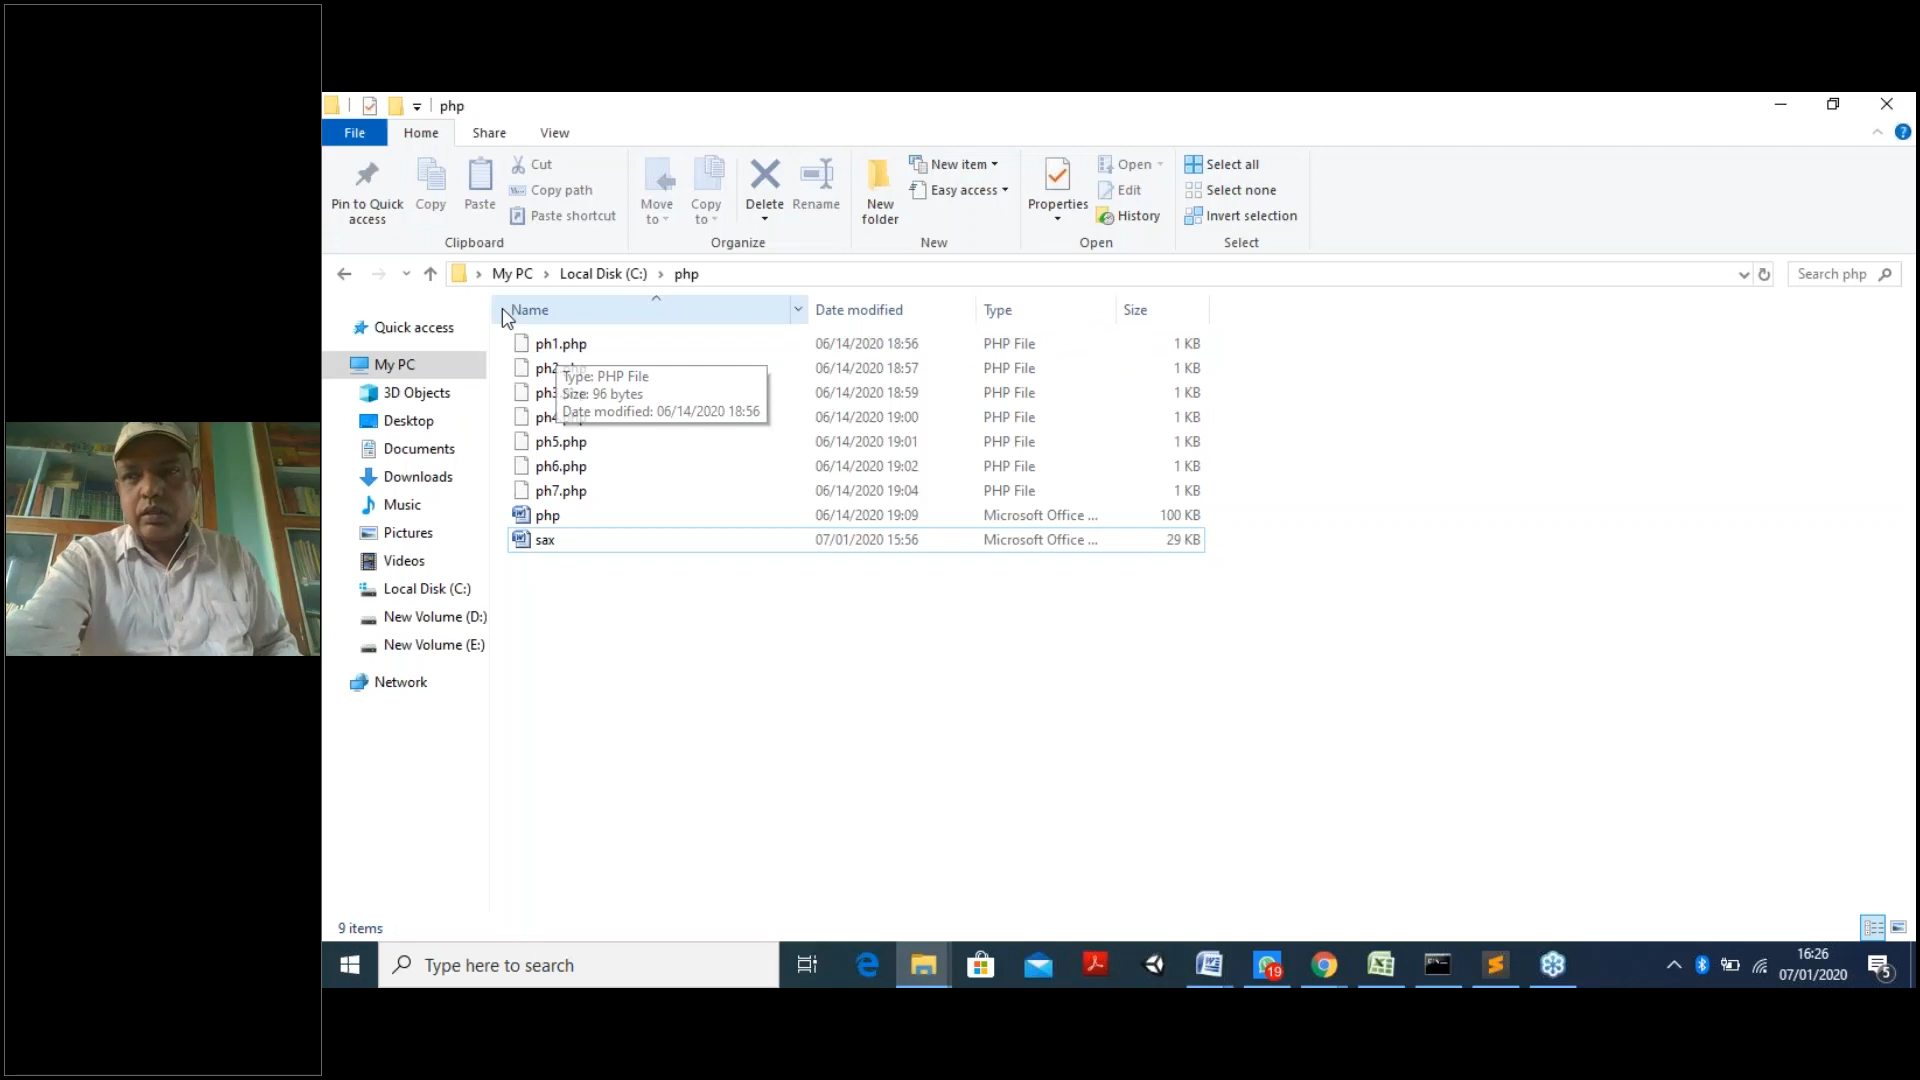 php
File Home Share View
Pin to Quick access
Copy
Paste
Cut
Copy path
Paste shortcut
Clipboard
Move to
Copy to
Delete
Rename
Organize
New folder
New item
Easy access
New
Properties
Open
Edit
History
Open
Select all
Select none
Invert selection
Select
My PC › Local Disk (C:) › php
Search php
Name Date modified Type Size
Quick access
My PC
3D Objects
Desktop
Documents
Downloads
Music
Pictures
Videos
Local Disk (C:)
New Volume (D:)
New Volume (E:)
Network
ph1.php 06/14/2020 18:56 PHP File 1 KB
ph2.php 06/14/2020 18:57 PHP File 1 KB
ph3 06/14/2020 18:59 PHP File 1 KB
ph4 06/14/2020 19:00 PHP File 1 KB
ph5.php 06/14/2020 19:01 PHP File 1 KB
ph6.php 06/14/2020 19:02 PHP File 1 KB
ph7.php 06/14/2020 19:04 PHP File 1 KB
php 06/14/2020 19:09 Microsoft Office ... 100 KB
sax 07/01/2020 15:56 Microsoft Office ... 29 KB
Type: PHP File
Size: 96 bytes
Date modified: 06/14/2020 18:56
9 items
Type here to search
19
16:26
07/01/2020
5